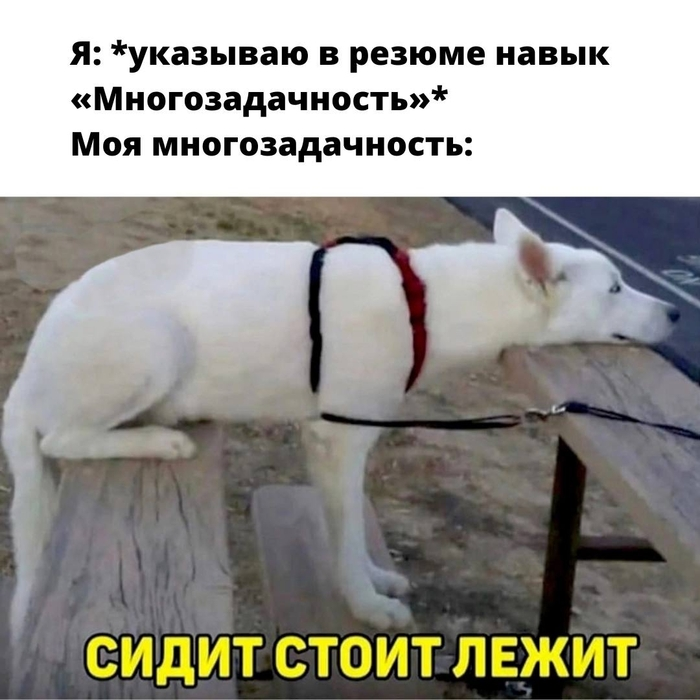 Я: *указываю в резюме навык
«Многозадачность»*
Моя многозадачность:
СИДИТ СТОИТ ЛЕЖИТ